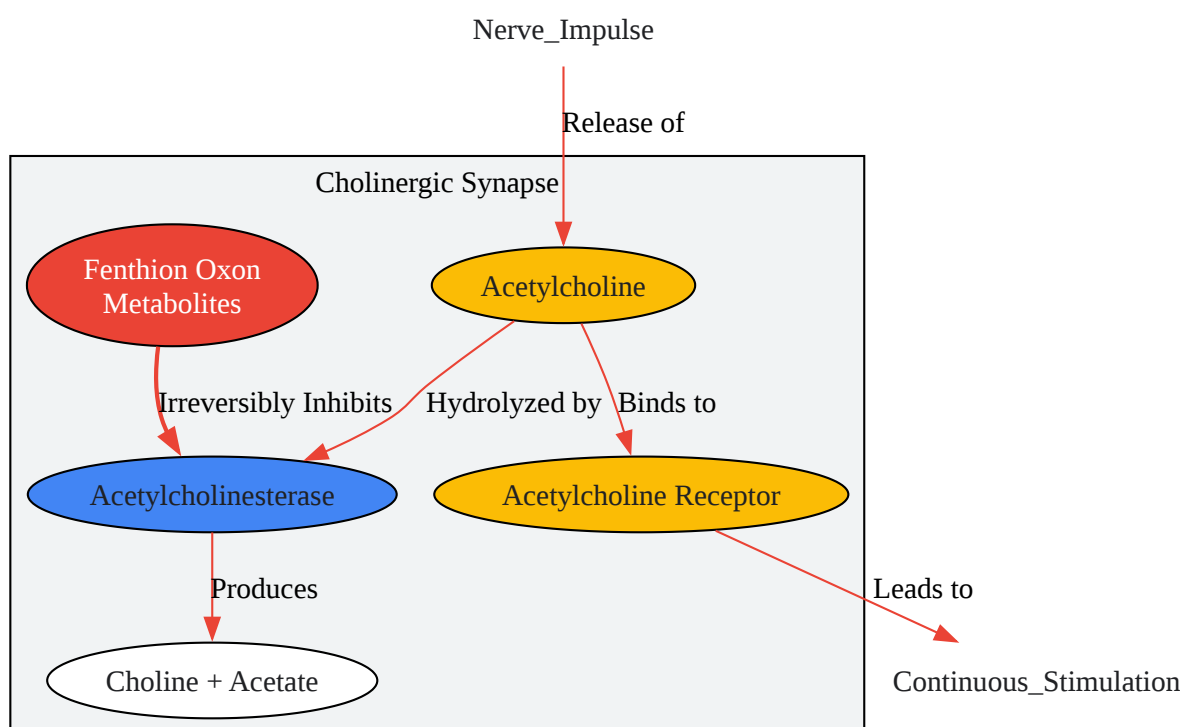 Nerve_Impulse
Release of
Cholinergic Synapse
Fenthion Oxon
Metabolites
Acetylcholine
Irreversibly Inhibits
Hydrolyzed by
Binds to
Acetylcholinesterase
Acetylcholine Receptor
Produces
Leads to
Choline + Acetate
Continuous_Stimulation